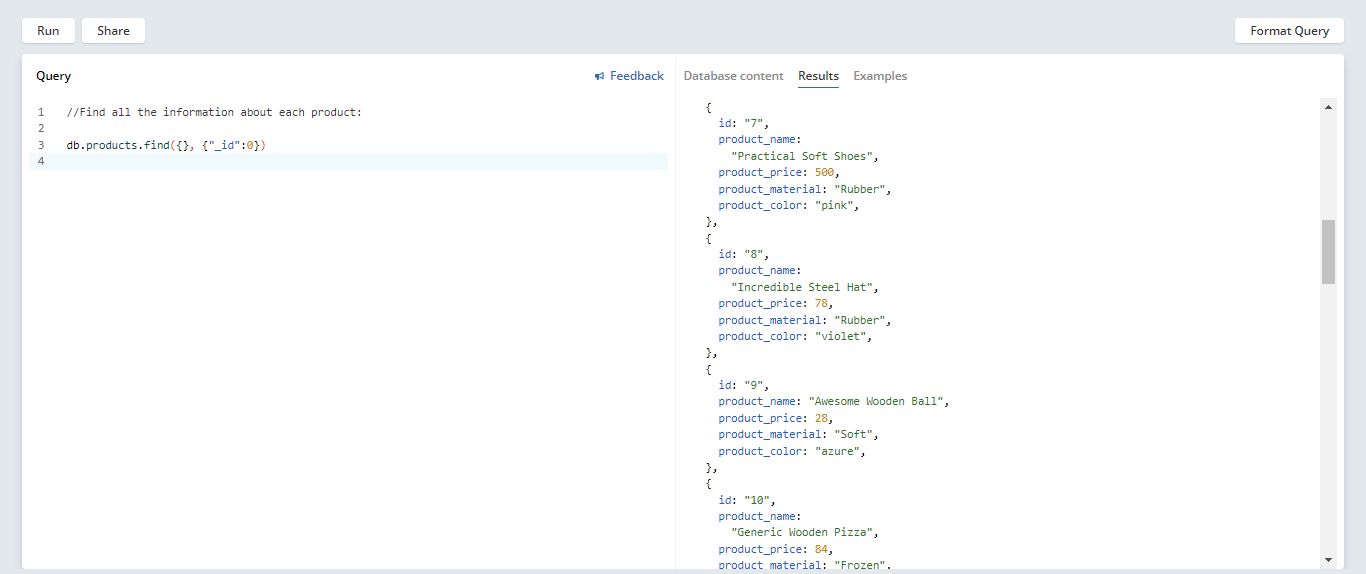 Run
Share
Format Query
Query
Feedback
1 //Find all the information about each product:
2
3 db.products.find({}, {"_id":0})
4
Database content
Results
Examples
{
id: "7",
product_name:
"Practical Soft Shoes",
product_price: 500,
product_material: "Rubber",
product_color: "pink",
},
{
id: "8",
product_name:
"Incredible Steel Hat",
product_price: 78,
product_material: "Rubber",
product_color: "violet",
},
{
id: "9",
product_name: "Awesome Wooden Ball",
product_price: 28,
product_material: "Soft",
product_color: "azure",
},
{
id: "10",
product_name:
"Generic Wooden Pizza",
product_price: 84,
product_material: "Frozen",